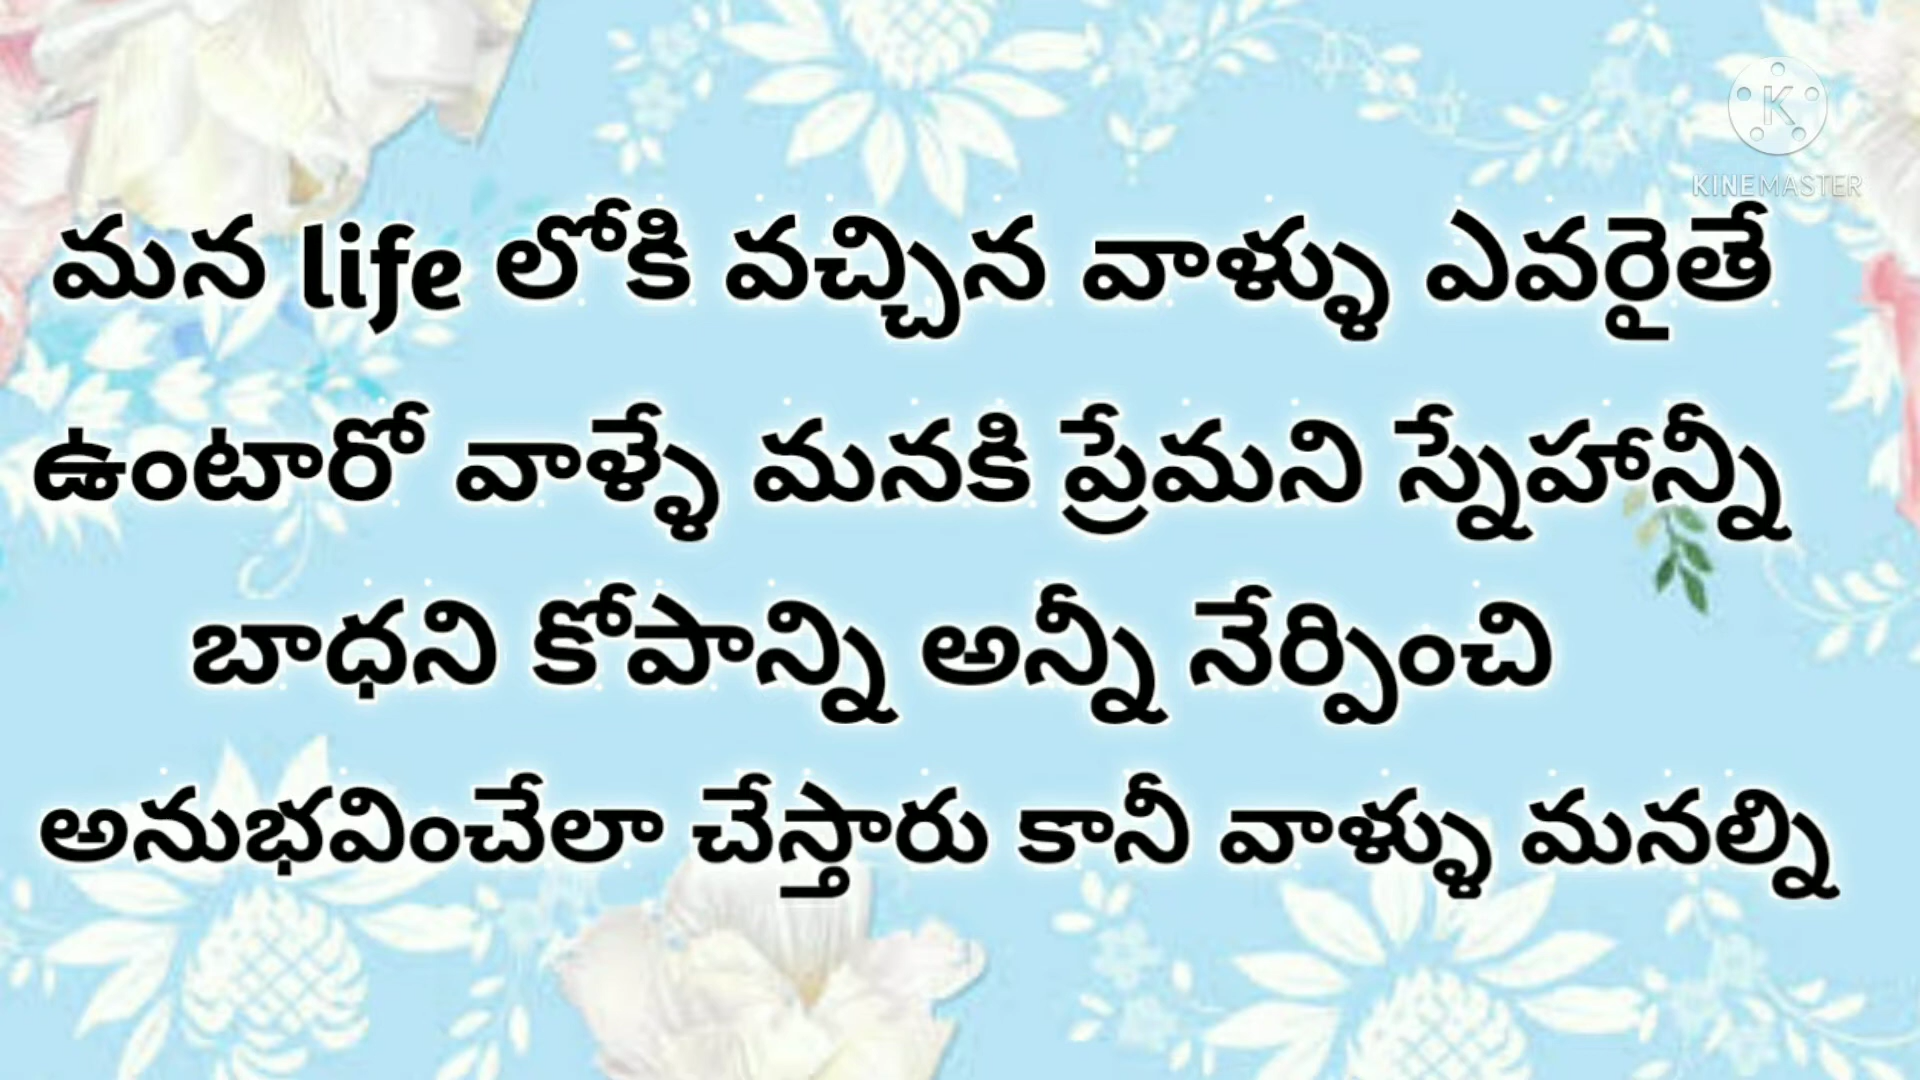 KINEMASTER
మన life లోకి వచ్చిన వాళ్ళు ఎవరైతే
ఉంటారో వాళ్ళే మనకి ప్రేమని స్నేహాన్నీ
బాధని కోపాన్ని అన్నీ నేర్పించి
అనుభవించేలా చేస్తారు కానీ వాళ్ళు మనల్ని